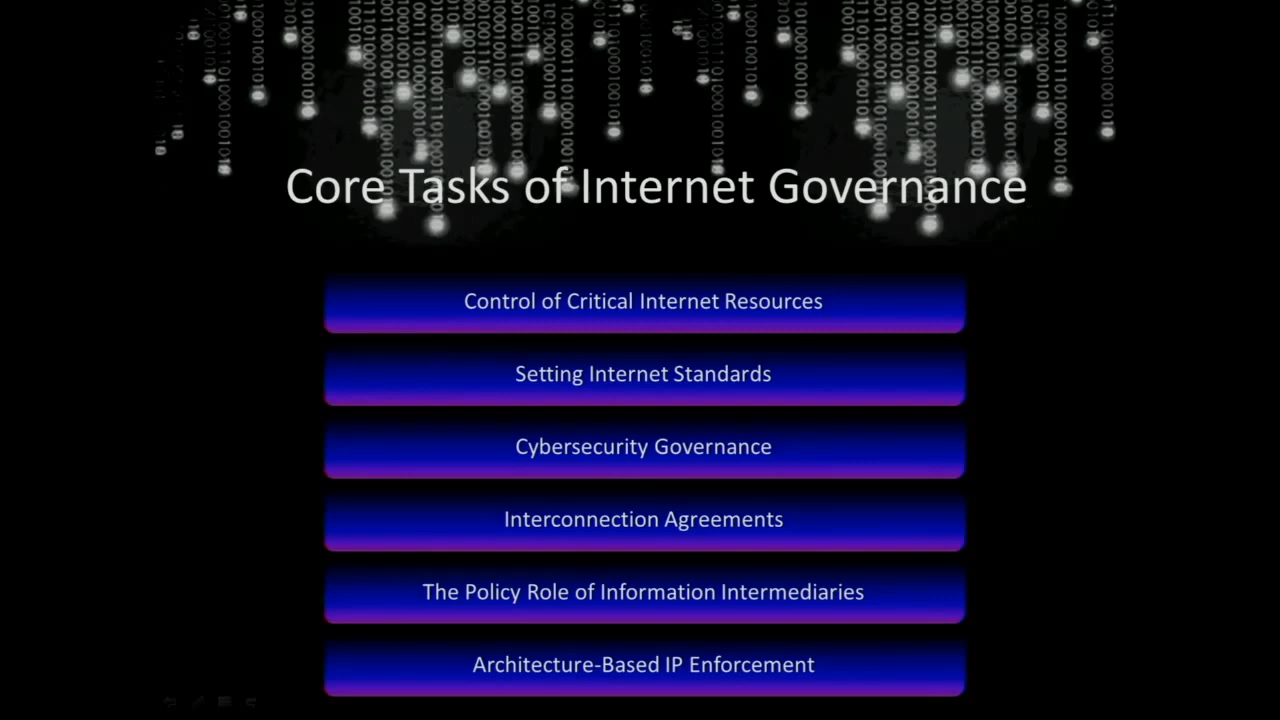 Core Tasks of Internet Governance
Control of Critical Internet Resources
Setting Internet Standards
Cybersecurity Governance
Interconnection Agreements
The Policy Role of Information Intermediaries
Architecture-Based IP Enforcement